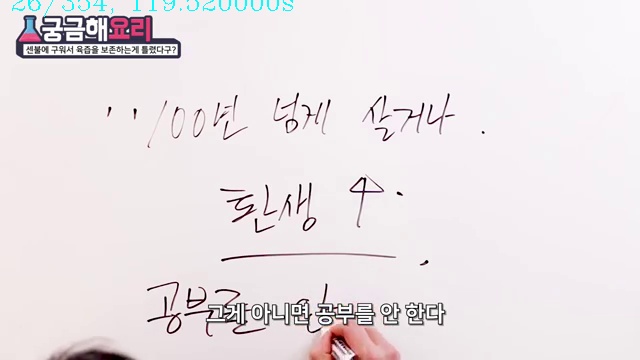 26/354, 119.520000s
궁금해요리
센불에 구워서 육즙을 보존하는게 틀렸다구?
''100년 넘게 살거나.
환생 ↑.
공부를 안
그게 아니면 공부를 안 한다